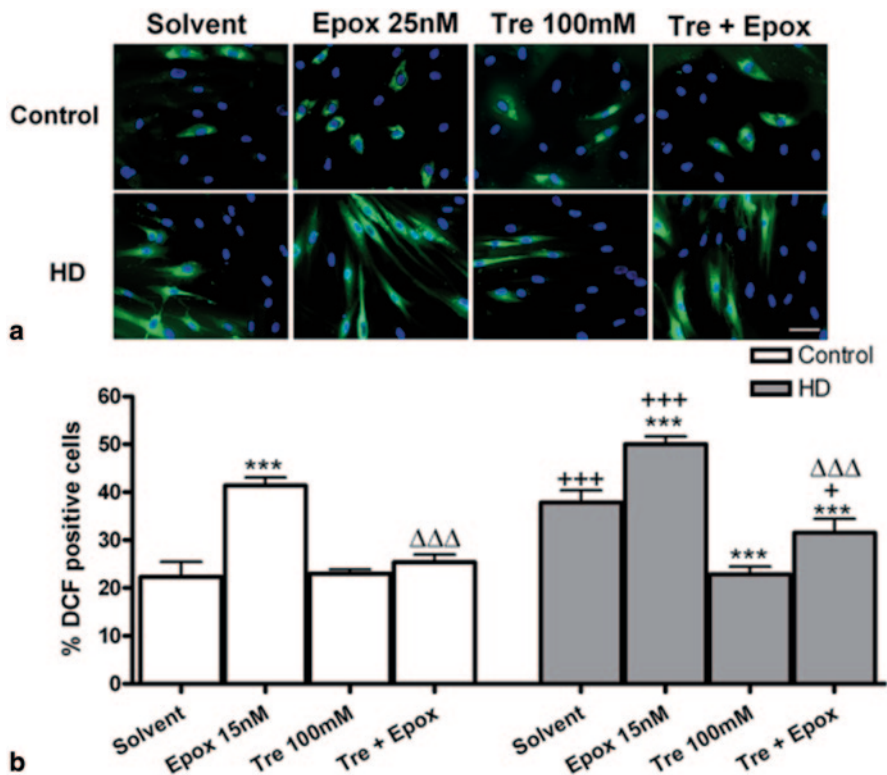 Solvent Epox 25nM Tre 100mM Tre + Epox
Control
HD
a
Control
HD
% DCF positive cells
60
50
40
30
20
10
0
***
ΔΔΔ
+++
+++
***
***
ΔΔΔ
+
***
Solvent Epox 15nM Tre 100mM Tre + Epox Solvent Epox 15nM Tre 100mM Tre + Epox
b